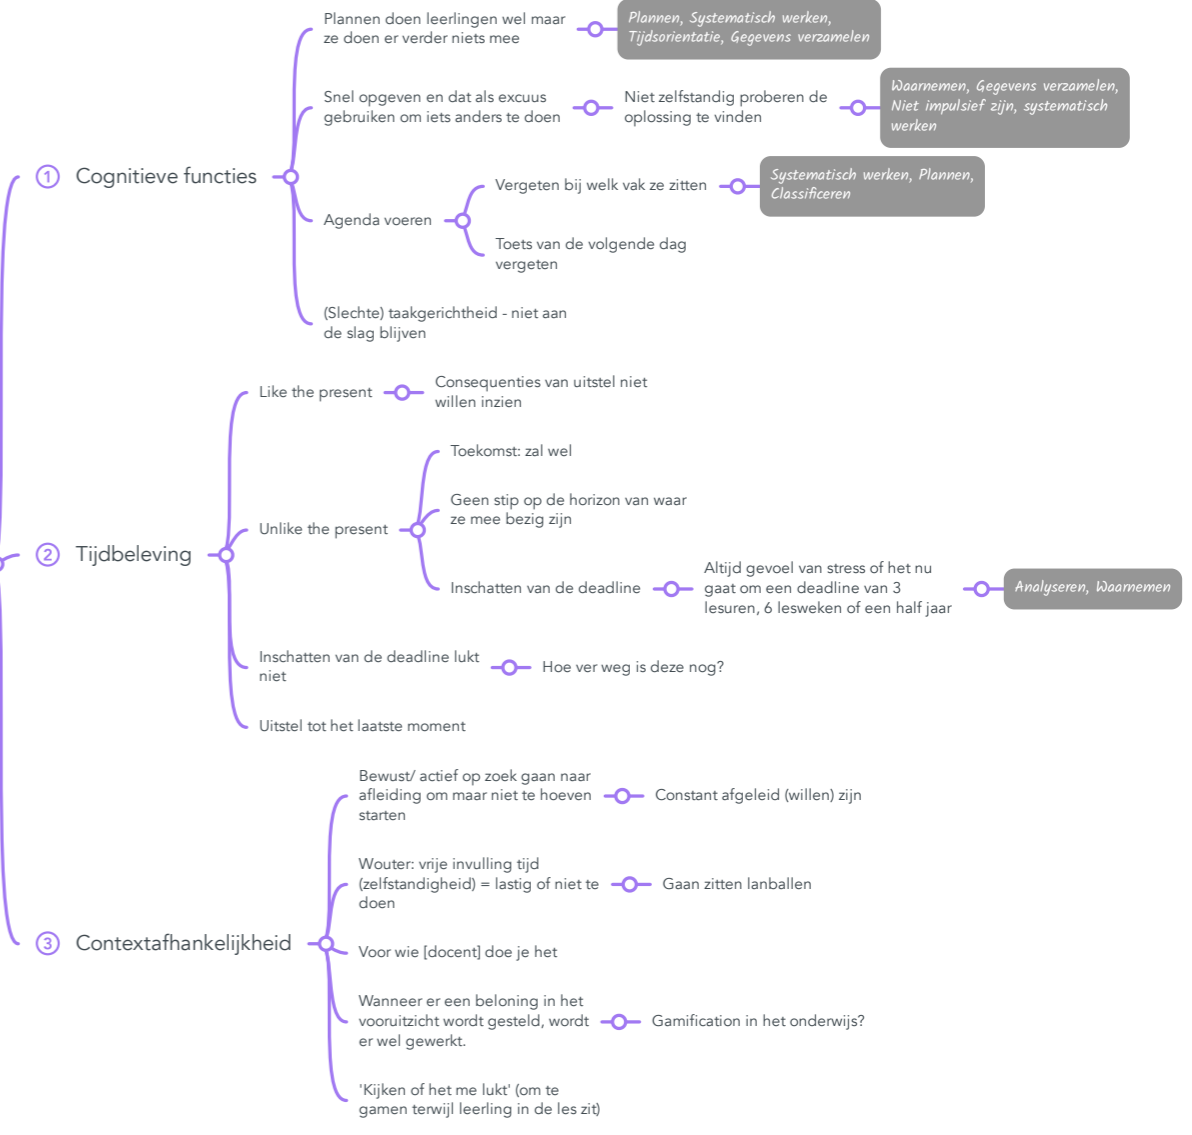 Plannen doen leerlingen wel maar
ze doen er verder niets mee
Plannen, Systematisch werken,
Tijdsorientatie, Gegevens verzamelen
Snel opgeven en dat als excuus
gebruiken om iets anders te doen
Niet zelfstandig proberen de
oplossing te vinden
Waarnemen, Gegevens verzamelen,
Niet impulsief zijn, systematisch
werken
1 Cognitieve functies
Agenda voeren
Vergeten bij welk vak ze zitten
Systematisch werken, Plannen,
Classificeren
Toets van de volgende dag
vergeten
(Slechte) taakgerichtheid - niet aan
de slag blijven
2 Tijdbeleving
Like the present
Consequenties van uitstel niet
willen inzien
Unlike the present
Toekomst: zal wel
Geen stip op de horizon van waar
ze mee bezig zijn
Inschatten van de deadline
Altijd gevoel van stress of het nu
gaat om een deadline van 3
lesuren, 6 lesweken of een half jaar
Analyseren, Waarnemen
Inschatten van de deadline lukt
niet
Hoe ver weg is deze nog?
Uitstel tot het laatste moment
3 Contextafhankelijkheid
Bewust/ actief op zoek gaan naar
afleiding om maar niet te hoeven
starten
Constant afgeleid (willen) zijn
Wouter: vrije invulling tijd
(zelfstandigheid) = lastig of niet te
doen
Gaan zitten lanballen
Voor wie [docent] doe je het
Wanneer er een beloning in het
vooruitzicht wordt gesteld, wordt
er wel gewerkt.
Gamification in het onderwijs?
'Kijken of het me lukt' (om te
gamen terwijl leerling in de les zit)